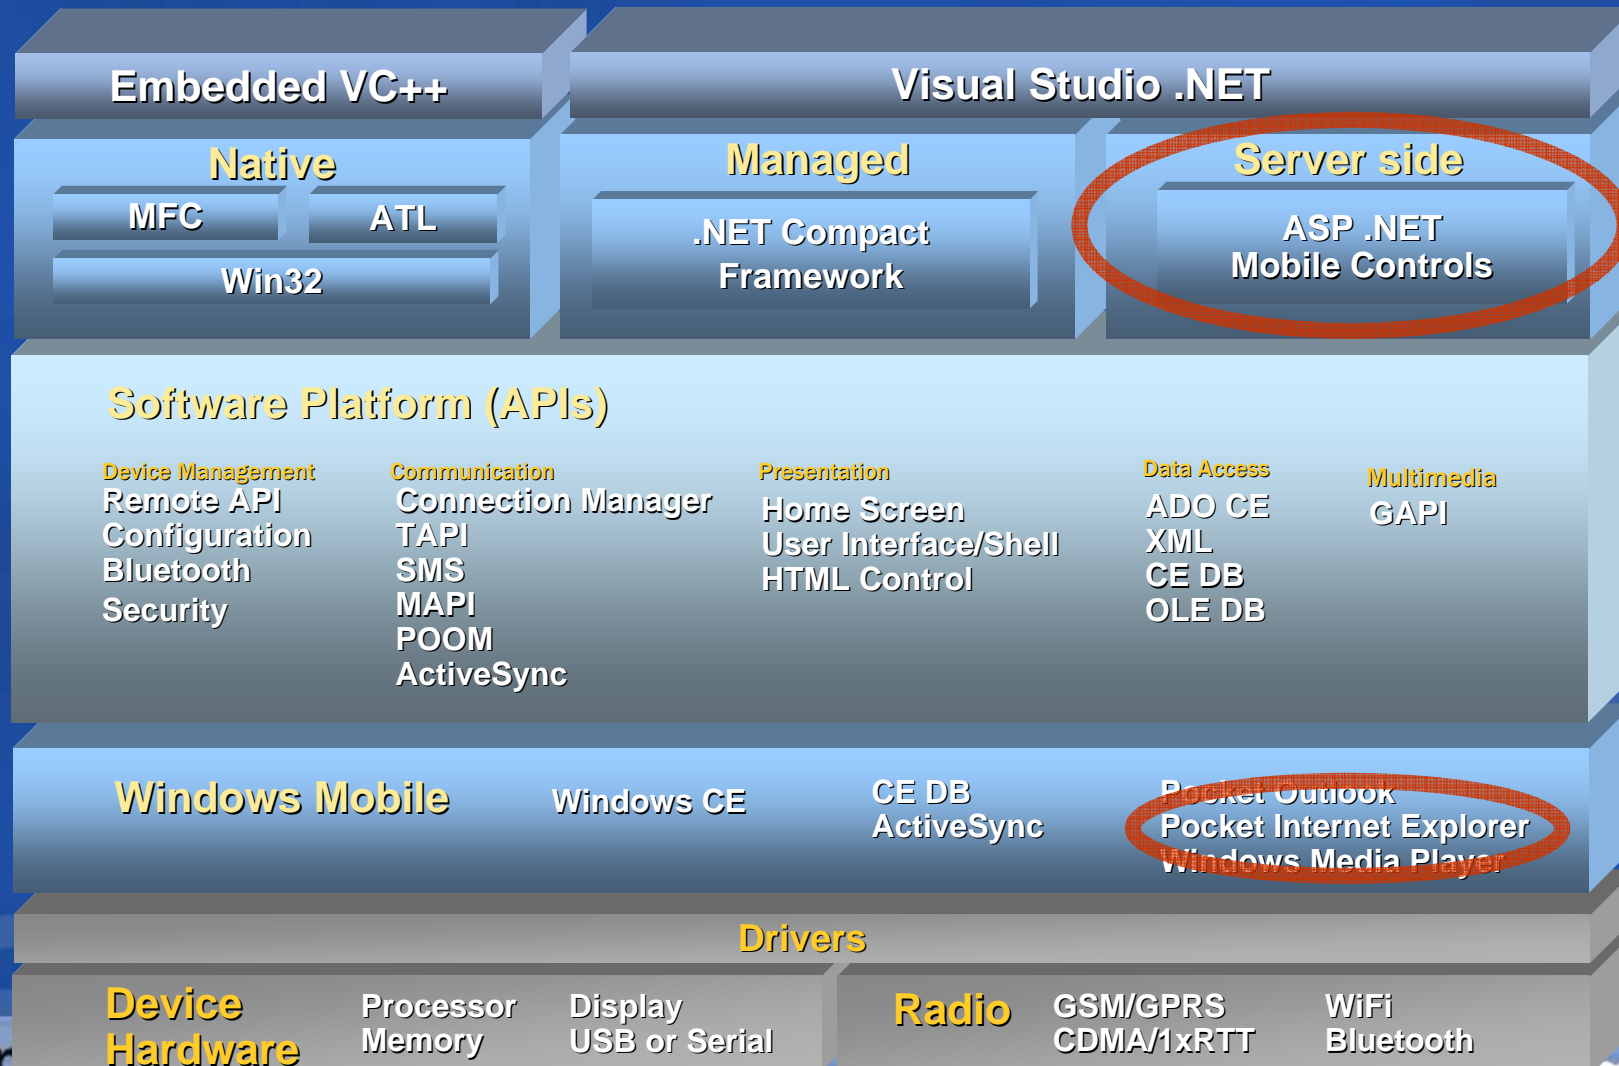 Embedded VC++
Visual Studio .NET
Native
MFC
ATL
Win32
Managed
.NET Compact
Framework
Server side
ASP .NET
Mobile Controls
Software Platform (APIs)
Device Management
Remote API
Configuration
Bluetooth
Security
Communication
Connection Manager
TAPI
SMS
MAPI
POOM
ActiveSync
Presentation
Home Screen
User Interface/Shell
HTML Control
Data Access
ADO CE
XML
CE DB
OLE DB
Multimedia
GAPI
Windows Mobile
Windows CE
CE DB
ActiveSync
Pocket Outlook
Pocket Internet Explorer
Windows Media Player
Drivers
Device
Hardware
Processor
Memory
Display
USB or Serial
Radio
GSM/GPRS
CDMA/1xRTT
WiFi
Bluetooth